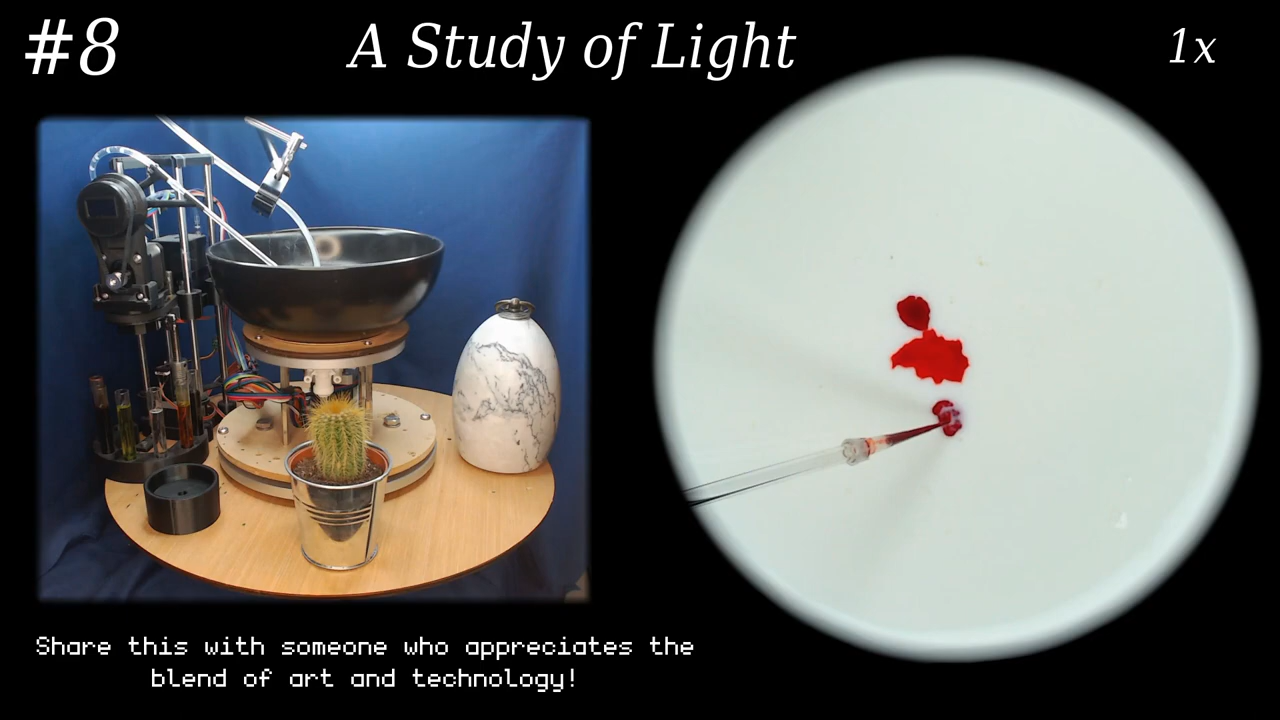 #8
A Study of Light
1x
Share this with someone who appreciates the
blend of art and technology!